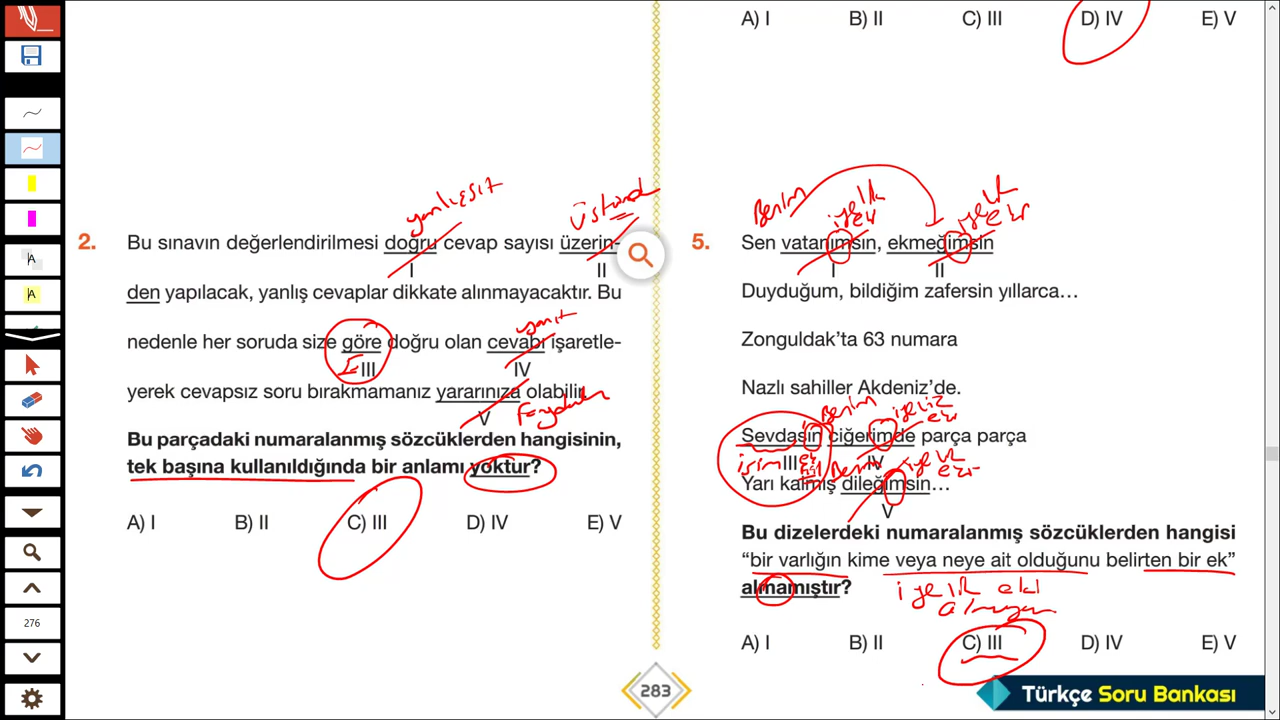 A) I B) II C) III D) IV E) V
2. Bu sınavın değerlendirilmesi doğru cevap sayısı üzerin-
I II
den yapılacak, yanlış cevaplar dikkate alınmayacaktır. Bu
nedenle her soruda size göre doğru olan cevabı işaretle-
III IV
yerek cevapsız soru bırakmamanız yararınıza olabilir.
V
Bu parçadaki numaralanmış sözcüklerden hangisinin,
tek başına kullanıldığında bir anlamı yoktur?
A) I B) II C) III D) IV E) V
yanlışsız
yanıt
Benim
iyelik
eki
iyelik
eki
5. Sen vatanımsin, ekmeğimsin
I II
Duyduğum, bildiğim zafersin yıllarca...
Zonguldak'ta 63 numara
Nazlı sahiller Akdeniz'de.
Benim
iyelik
eki
Sevdasın ciğerimde parça parça
isim
III IV
Benim
iyelik
eki
Yarı kalmış dileğimsin...
V
Bu dizelerdeki numaralanmış sözcüklerden hangisi
"bir varlığın kime veya neye ait olduğunu belirten bir ek"
almamıştır?
iyelik eki
almayan
A) I B) II C) III D) IV E) V
283
Türkçe Soru Bankası
A
A
276